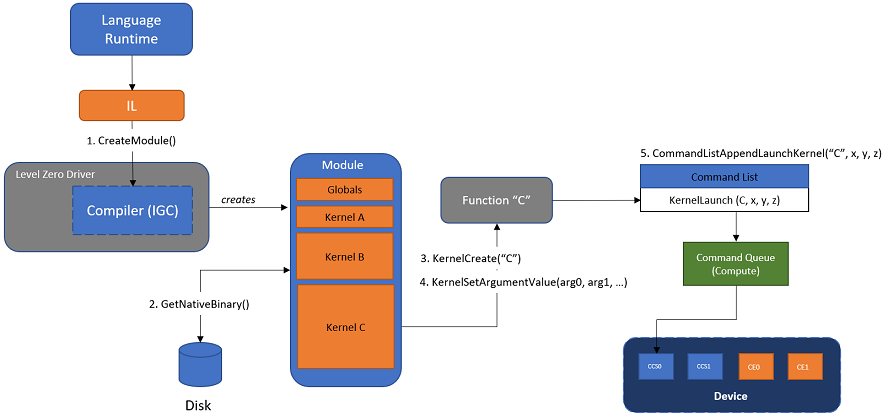 Language
Runtime
IL
1. CreateModule()
Level Zero Driver
Compiler (IGC)
creates
2. GetNativeBinary()
Disk
Module
Globals
Kernel A
Kernel B
Kernel C
Function “C”
3. KernelCreate(“C”)
4. KernelSetArgumentValue(arg0, arg1, …)
5. CommandListAppendLaunchKernel(“C”, x, y, z)
Command List
KernelLaunch (C, x, y, z)
Command Queue
(Compute)
CCS0
CCS1
CE0
CE1
Device